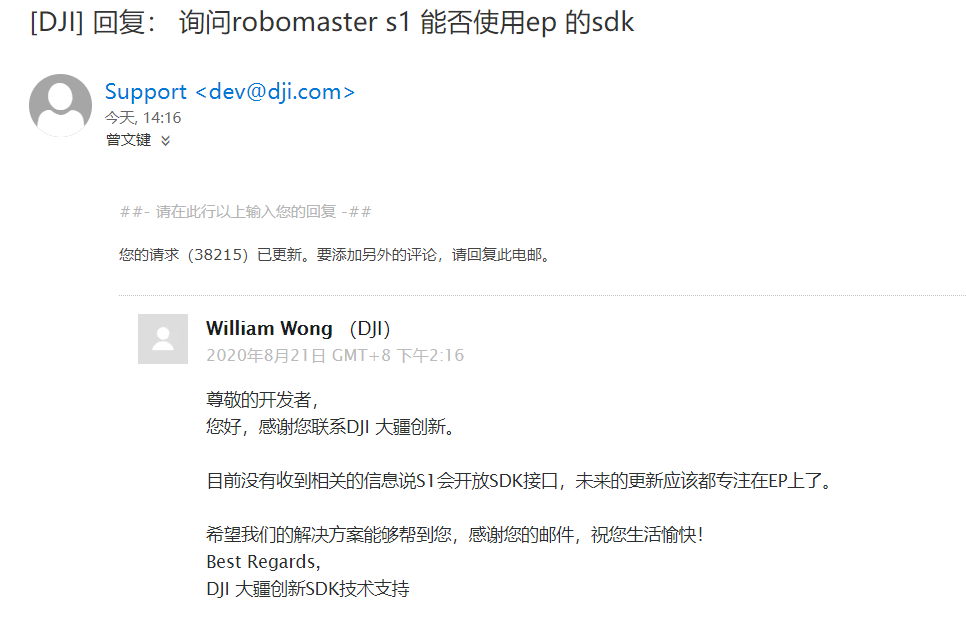 [DJI] 回复： 询问robomaster s1 能否使用ep 的sdk
Support <dev@dji.com>
今天, 14:16
曾文键
##- 请在此行以上输入您的回复 -##
您的请求（38215）已更新。要添加另外的评论，请回复此电邮。
William Wong （DJI）
2020年8月21日 GMT+8 下午2:16
尊敬的开发者，
您好，感谢您联系DJI 大疆创新。
目前没有收到相关的信息说S1会开放SDK接口，未来的更新应该都专注在EP上了。
希望我们的解决方案能够帮到您，感谢您的邮件，祝您生活愉快！
Best Regards,
DJI 大疆创新SDK技术支持